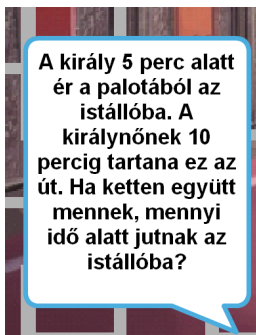 A király 5 perc alatt
ér a palotából az
istállóba. A
királynőnek 10
percig tartana ez az
út. Ha ketten együtt
mennek, mennyi
idő alatt jutnak az
istállóba?